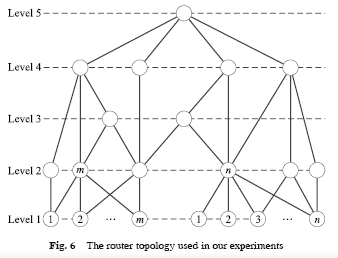 Level 5
Level 4
Level 3
Level 2 m n
Level 1 1 2 ... m 1 2 3 ... n
Fig. 6 The router topology used in our experiments